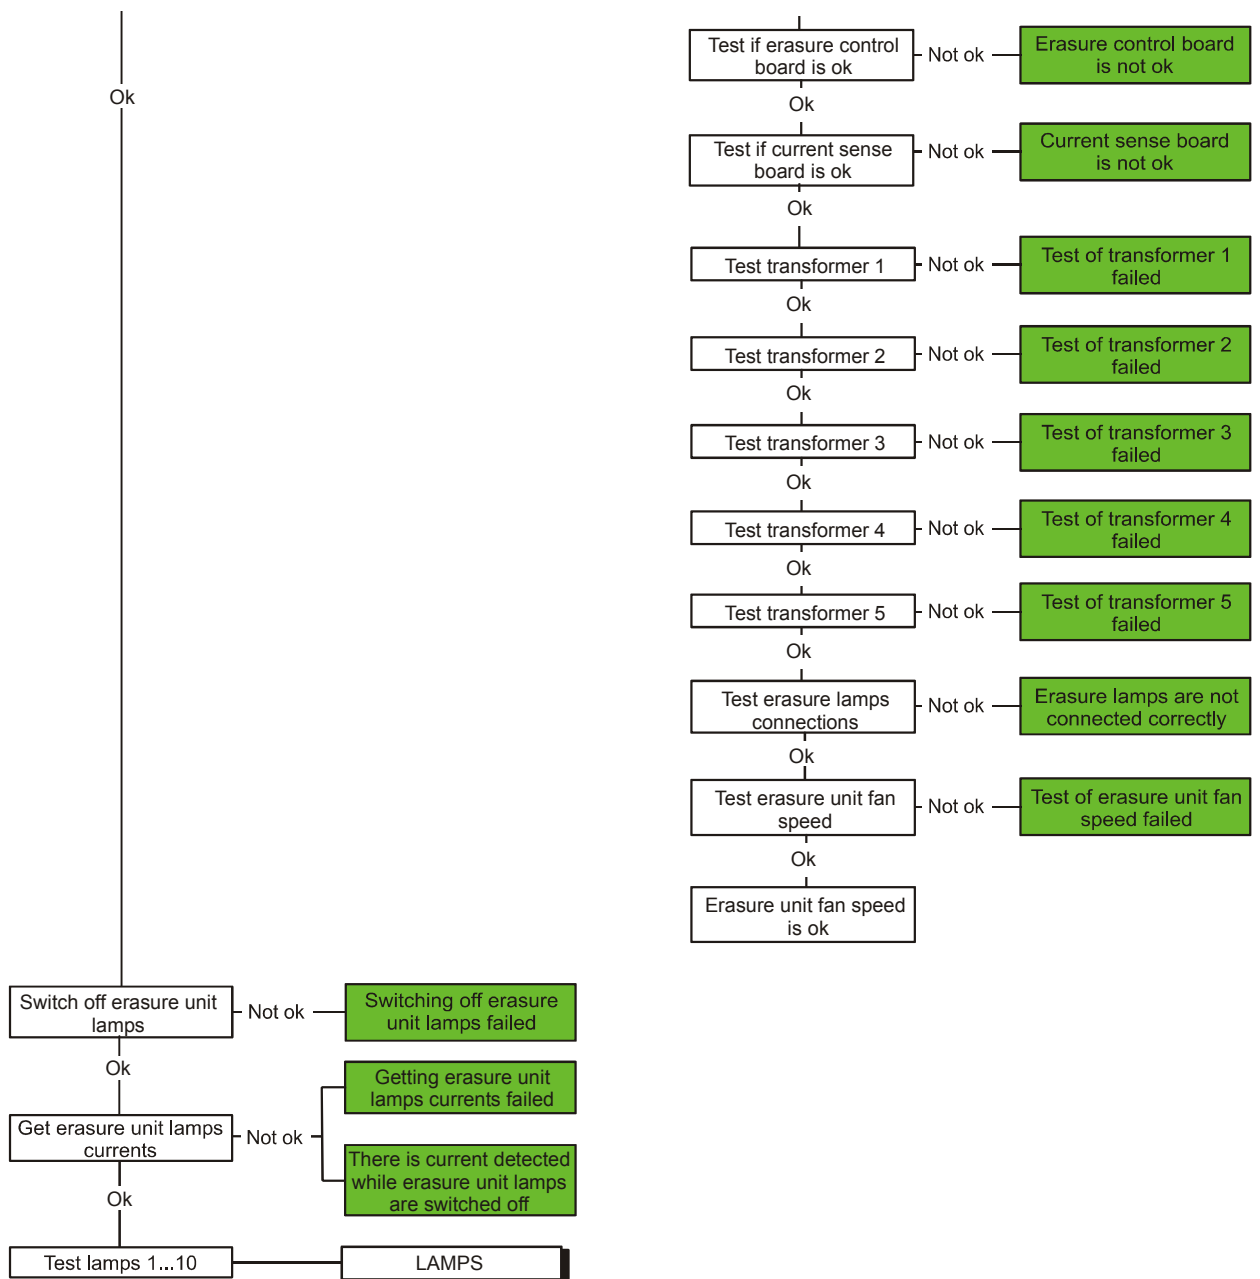 Ok
Test if erasure control
board is ok
Not ok
Erasure control board
is not ok
Ok
Test if current sense
board is ok
Not ok
Current sense board
is not ok
Ok
Test transformer 1
Not ok
Test of transformer 1
failed
Ok
Test transformer 2
Not ok
Test of transformer 2
failed
Ok
Test transformer 3
Not ok
Test of transformer 3
failed
Ok
Test transformer 4
Not ok
Test of transformer 4
failed
Ok
Test transformer 5
Not ok
Test of transformer 5
failed
Ok
Test erasure lamps
connections
Not ok
Erasure lamps are not
connected correctly
Ok
Test erasure unit fan
speed
Not ok
Test of erasure unit fan
speed failed
Ok
Erasure unit fan speed
is ok
Switch off erasure unit
lamps
Not ok
Switching off erasure
unit lamps failed
Ok
Get erasure unit lamps
currents
Not ok
Getting erasure unit
lamps currents failed
There is current detected
while erasure unit lamps
are switched off
Ok
Test lamps 1...10
LAMPS